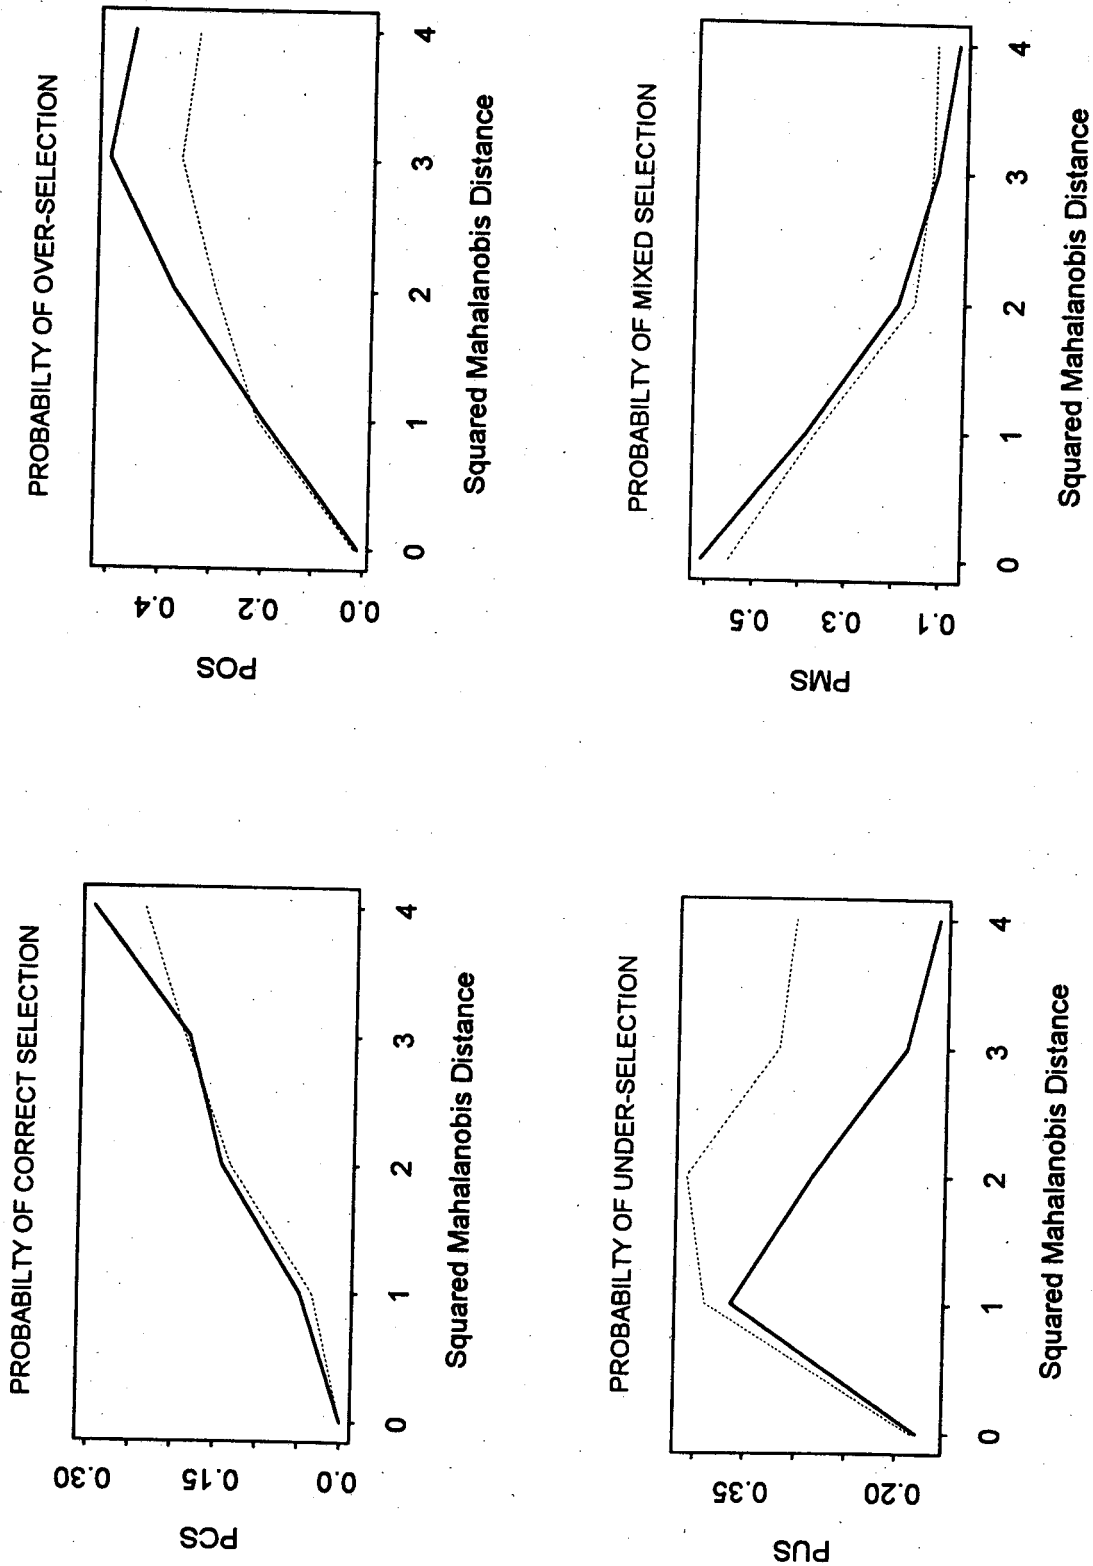 PROBABILTY OF CORRECT SELECTION
PCS
0.0 0.15 0.30
0 1 2 3 4
Squared Mahalanobis Distance
PROBABILTY OF OVER-SELECTION
POS
0.0 0.2 0.4
0 1 2 3 4
Squared Mahalanobis Distance
PROBABILTY OF UNDER-SELECTION
PUS
0.20 0.35
0 1 2 3 4
Squared Mahalanobis Distance
PROBABILTY OF MIXED SELECTION
PMS
0.1 0.3 0.5
0 1 2 3 4
Squared Mahalanobis Distance